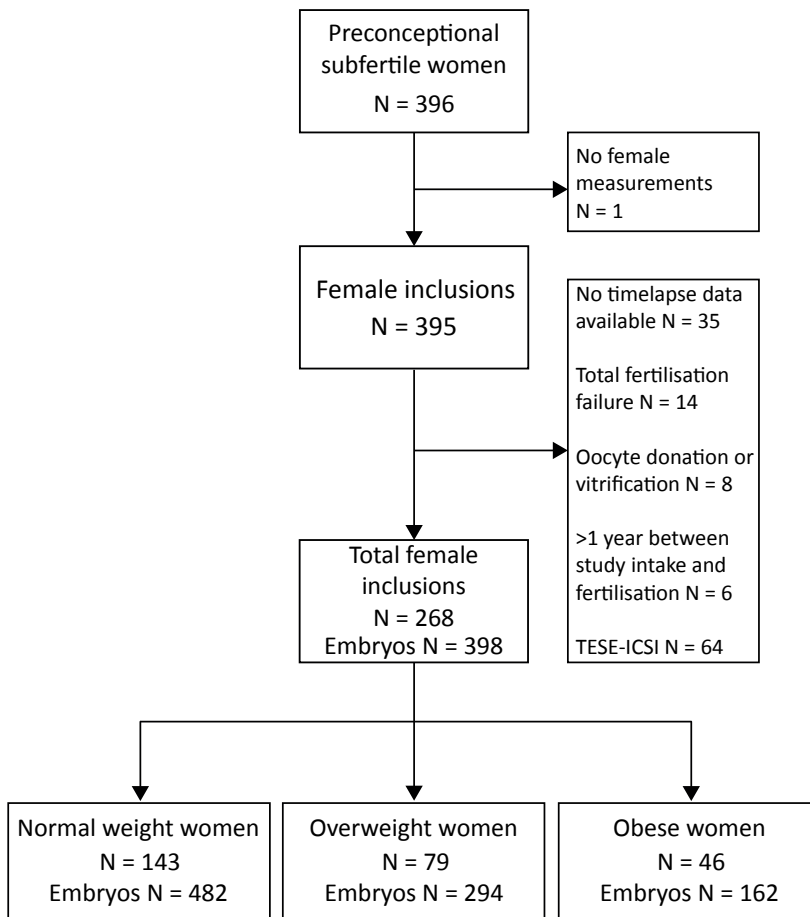 Preconceptional
subfertile women
N = 396
No female
measurements
N = 1
Female inclusions
N = 395
No timelapse data
available N = 35
Total fertilisation
failure N = 14
Oocyte donation or
vitrification N = 8
>1 year between
study intake and
fertilisation N = 6
TESE-ICSI N = 64
Total female
inclusions
N = 268
Embryos N = 398
Normal weight women
N = 143
Embryos N = 482
Overweight women
N = 79
Embryos N = 294
Obese women
N = 46
Embryos N = 162